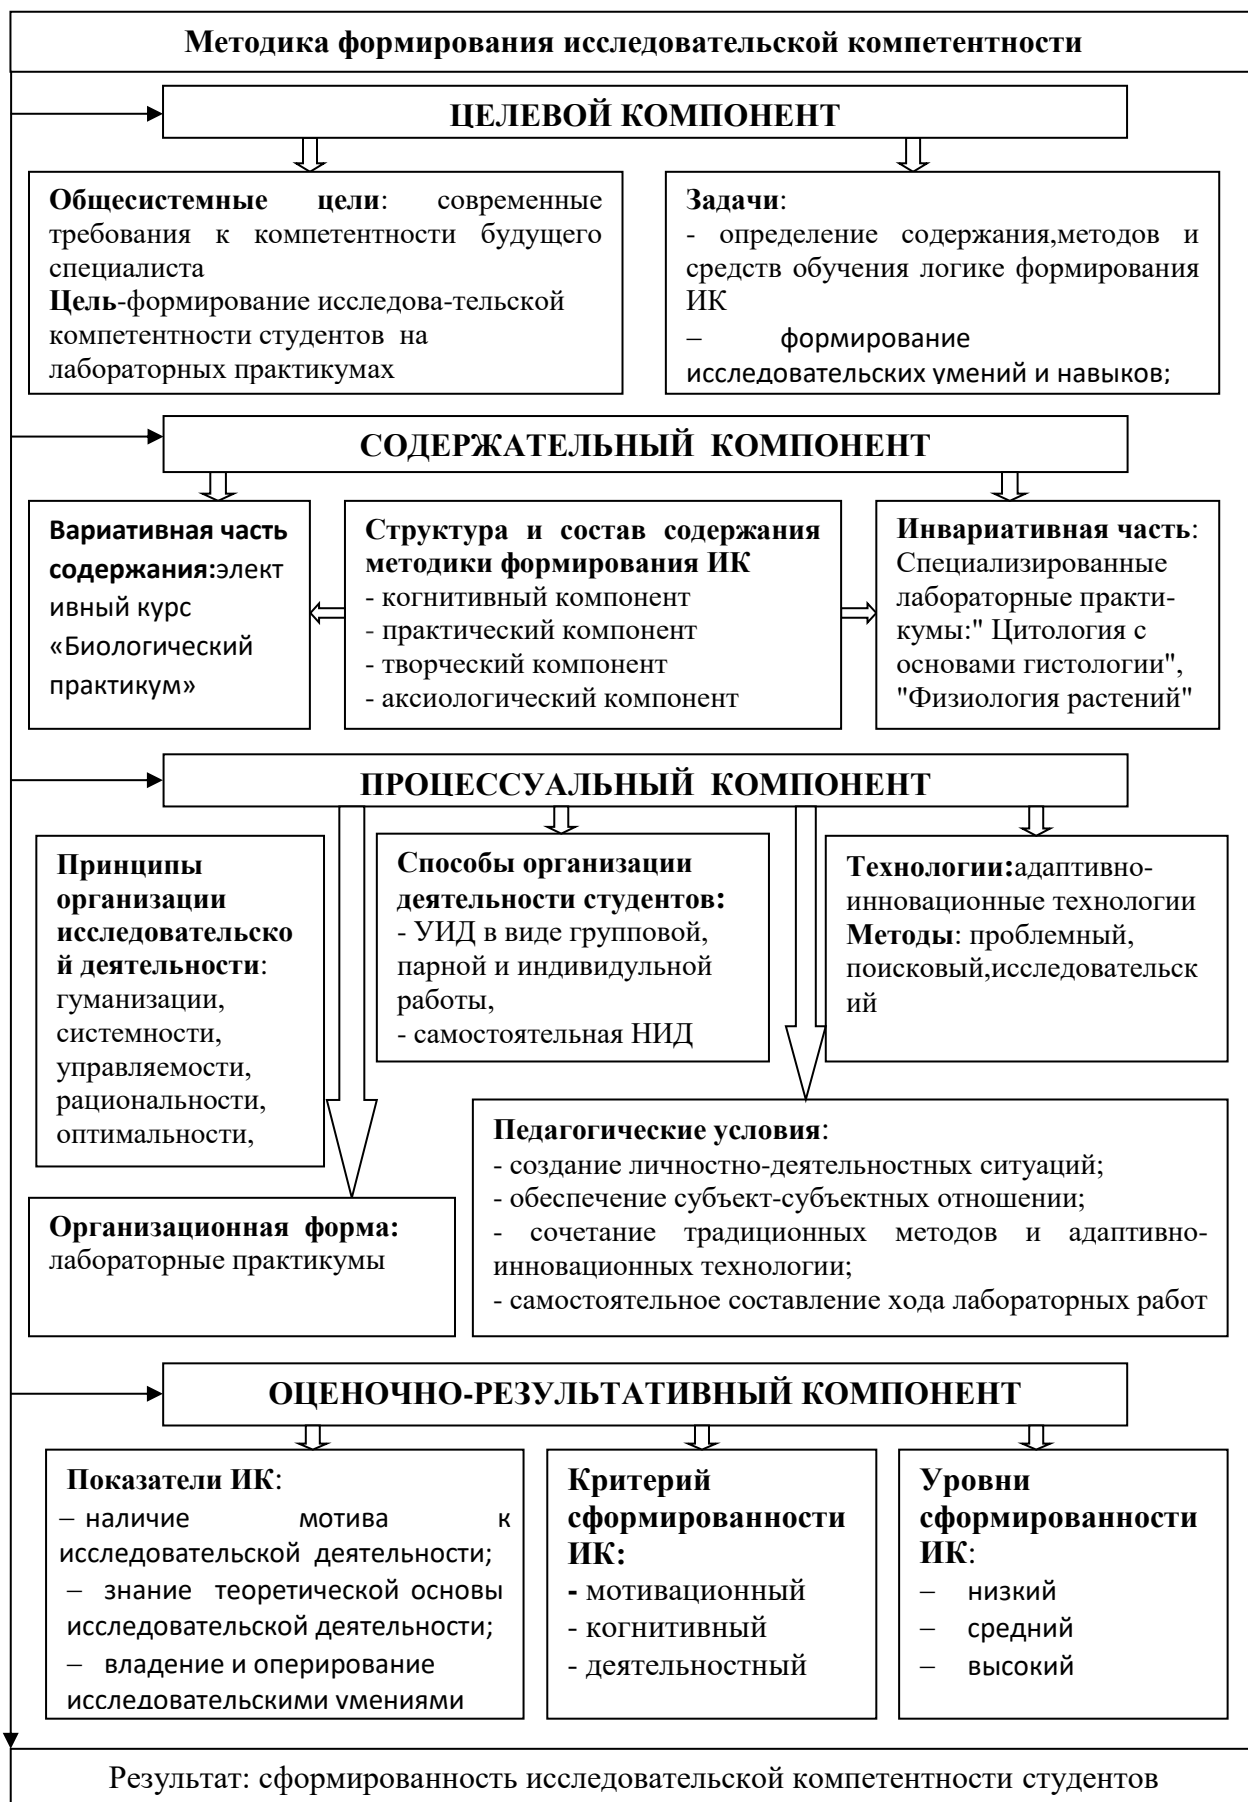 Методика формирования исследовательской компетентности
ЦЕЛЕВОЙ КОМПОНЕНТ
Общесистемные цели: современные
требования к компетентности будущего
специалиста
Цель-формирование исследова-тельской
компетентности студентов на
лабораторных практикумах
Задачи:
- определение содержания,методов и
средств обучения логике формирования
ИК
– формирование
исследовательских умений и навыков;
СОДЕРЖАТЕЛЬНЫЙ КОМПОНЕНТ
Вариативная часть
содержания:элект
ивный курс
«Биологический
практикум»
Структура и состав содержания
методики формирования ИК
- когнитивный компонент
- практический компонент
- творческий компонент
- аксиологический компонент
Инвариативная часть:
Специализированные
лабораторные практи-
кумы:" Цитология с
основами гистологии",
"Физиология растений"
ПРОЦЕССУАЛЬНЫЙ КОМПОНЕНТ
Принципы
организации
исследовательско
й деятельности:
гуманизации,
системности,
управляемости,
рациональности,
оптимальности,
Способы организации
деятельности студентов:
- УИД в виде групповой,
парной и индивидульной
работы,
- самостоятельная НИД
Технологии:адаптивно-
инновационные технологии
Методы: проблемный,
поисковый,исследовательск
ий
Организационная форма:
лабораторные практикумы
Педагогические условия:
- создание личностно-деятельностных ситуаций;
- обеспечение субъект-субъектных отношении;
- сочетание традиционных методов и адаптивно-
инновационных технологии;
- самостоятельное составление хода лабораторных работ
ОЦЕНОЧНО-РЕЗУЛЬТАТИВНЫЙ КОМПОНЕНТ
Показатели ИК:
– наличие мотива к
исследовательской деятельности;
– знание теоретической основы
исследовательской деятельности;
– владение и оперирование
исследовательскими умениями
Критерий
сформированности
ИК:
- мотивационный
- когнитивный
- деятельностный
Уровни
сформированности
ИК:
– низкий
– средний
– высокий
Результат: сформированность исследовательской компетентности студентов